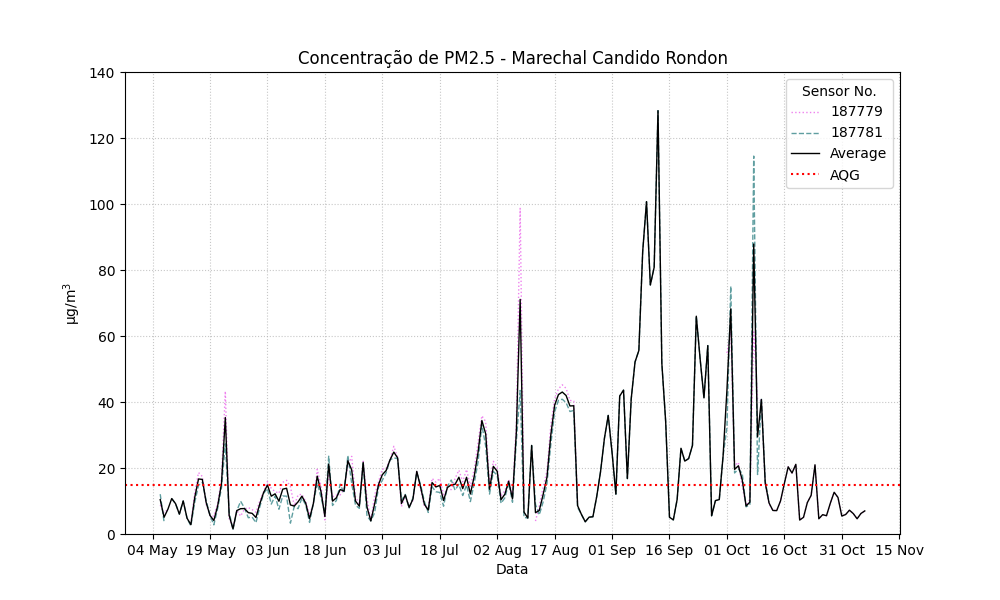 Concentração de PM2.5 - Marechal Candido Rondon
140
120
100
80
60
40
20
0
µg/m³
Sensor No.
187779
187781
Average
AQG
04 May 19 May 03 Jun 18 Jun 03 Jul 18 Jul 02 Aug 17 Aug 01 Sep 16 Sep 01 Oct 16 Oct 31 Oct 15 Nov
Data